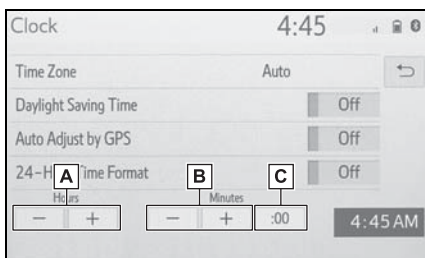 Clock 4:45
Time Zone Auto
Daylight Saving Time Off
Auto Adjust by GPS Off
24-H Time Format Off
A B C
Hours Minutes
- + - + :00 4:45 AM